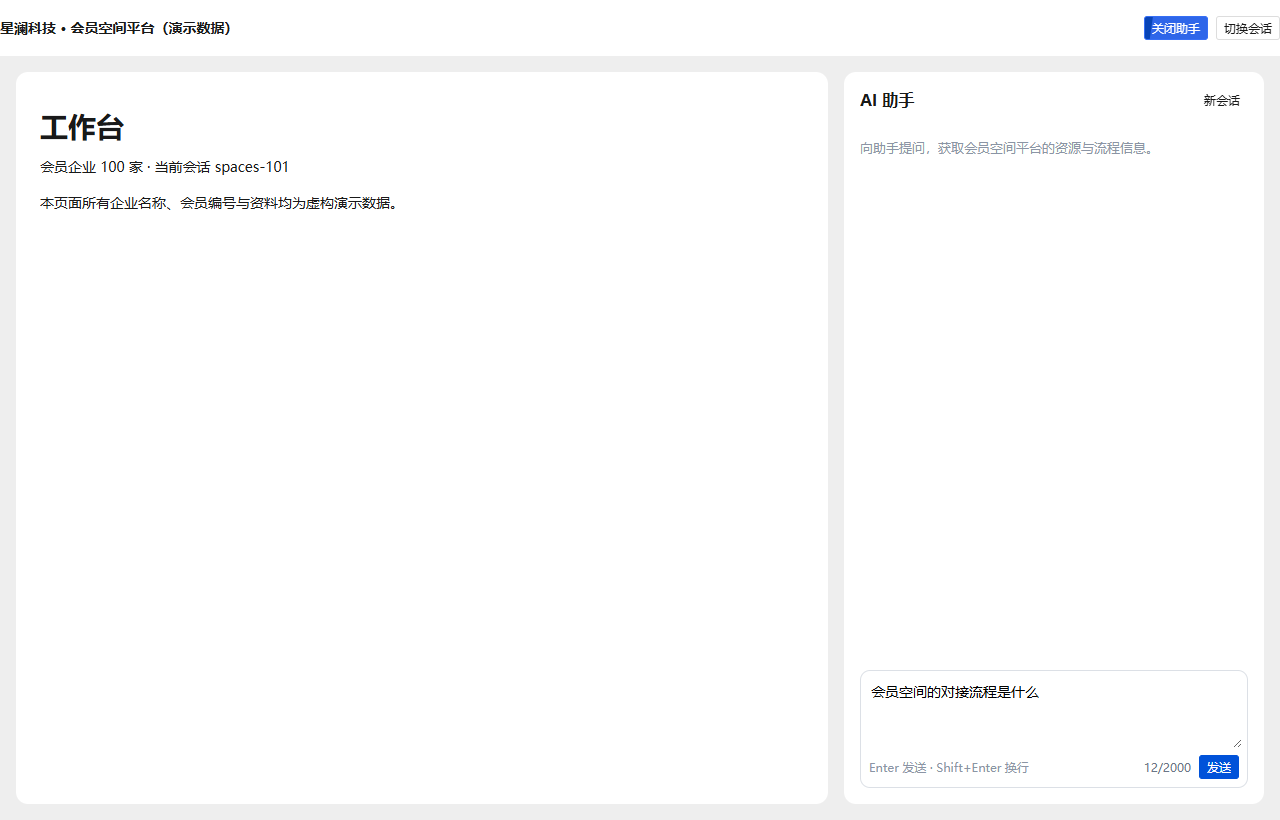 星澜科技 • 会员空间平台（演示数据）
关闭助手
切换会话
工作台
会员企业 100 家 · 当前会话 spaces-101
本页面所有企业名称、会员编号与资料均为虚构演示数据。
AI 助手
新会话
向助手提问，获取会员空间平台的资源与流程信息。
会员空间的对接流程是什么
Enter 发送 · Shift+Enter 换行
12/2000
发送